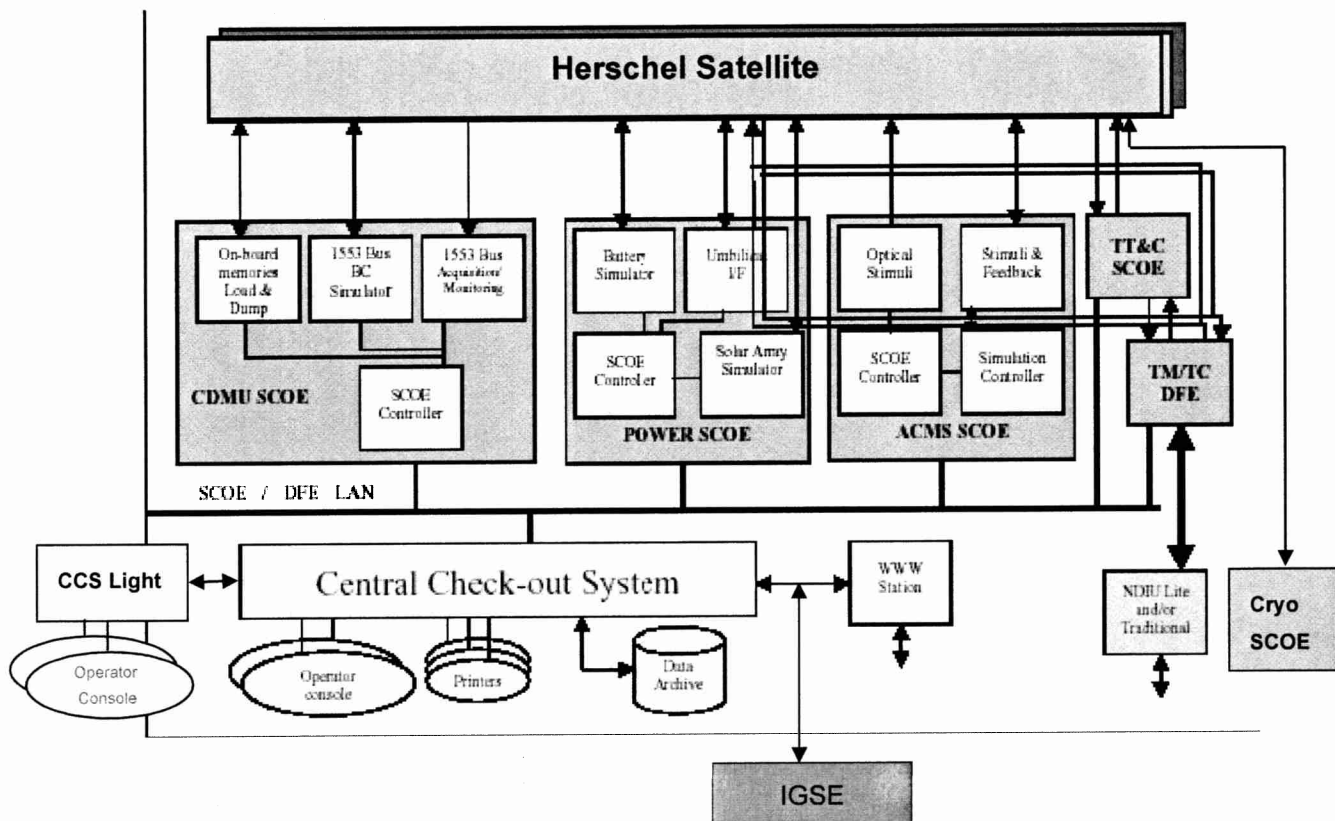 Herschel Satellite
On-board
memories
Load &
Dump
1553 Bus
BC
Simulator
1553 Bus
Acquisition/
Monitoring
SCOE
Controller
CDMU SCOE
Battery
Simulator
Umbilical
I/F
SCOE
Controller
Solar Array
Simulator
POWER SCOE
Optical
Stimuli
Stimuli &
Feedback
SCOE
Controller
Simulation
Controller
ACMS SCOE
TT&C
SCOE
TM/TC
DFE
SCOE / DFE LAN
CCS Light
Operator
Console
Central Check-out System
Operator
console
Printers
Data
Archive
WWW
Station
NDIU Lite
and/or
Traditional
Cryo
SCOE
IGSE